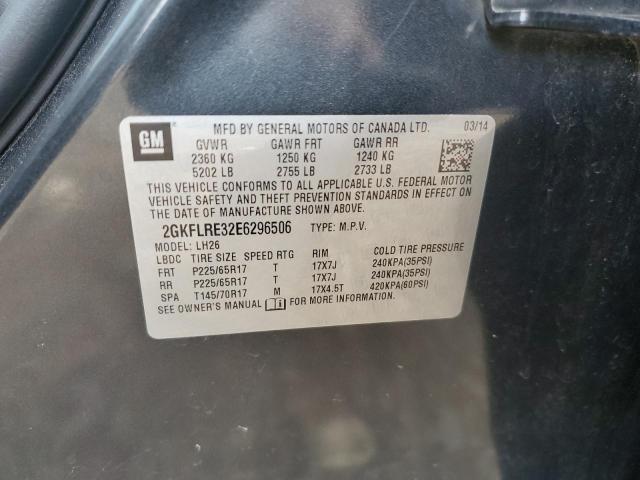 GM
MFD BY GENERAL MOTORS OF CANADA LTD. 03/14
GVWR GAWR FRT GAWR RR
2360 KG 1250 KG 1240 KG
5202 LB 2755 LB 2733 LB
THIS VEHICLE CONFORMS TO ALL APPLICABLE U.S. FEDERAL MOTOR
VEHICLE SAFETY AND THEFT PREVENTION STANDARDS IN EFFECT ON
THE DATE OF MANUFACTURE SHOWN ABOVE.
2GKFLRE32E6296506 TYPE: M.P.V.
MODEL: LH26
LBDC TIRE SIZE SPEED RTG RIM COLD TIRE PRESSURE
FRT P225/65R17 T 17X7J 240KPA(35PSI)
RR P225/65R17 T 17X7J 240KPA(35PSI)
SPA T145/70R17 M 17X4.5T 420KPA(60PSI)
SEE OWNER'S MANUAL FOR ADDITIONAL INFORMATION.